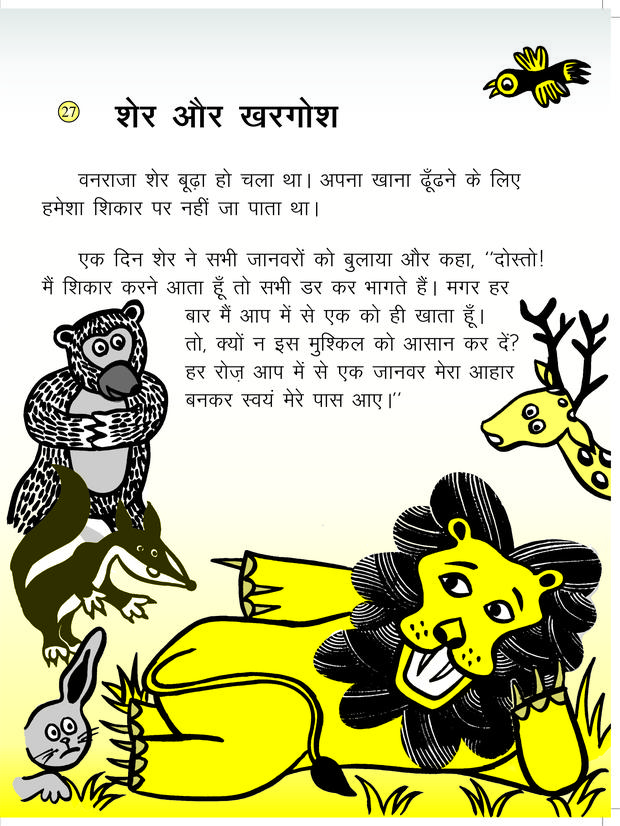 27
शेर और खरगोश
वनराजा शेर बूढ़ा हो चला था। अपना खाना ढूँढने के लिए
हमेशा शिकार पर नहीं जा पाता था।
एक दिन शेर ने सभी जानवरों को बुलाया और कहा, ''दोस्तो!
मैं शिकार करने आता हूँ तो सभी डर कर भागते हैं। मगर हर
बार मैं आप में से एक को ही खाता हूँ।
तो, क्यों न इस मुश्किल को आसान कर दें?
हर रोज़ आप में से एक जानवर मेरा आहार
बनकर स्वयं मेरे पास आए।''